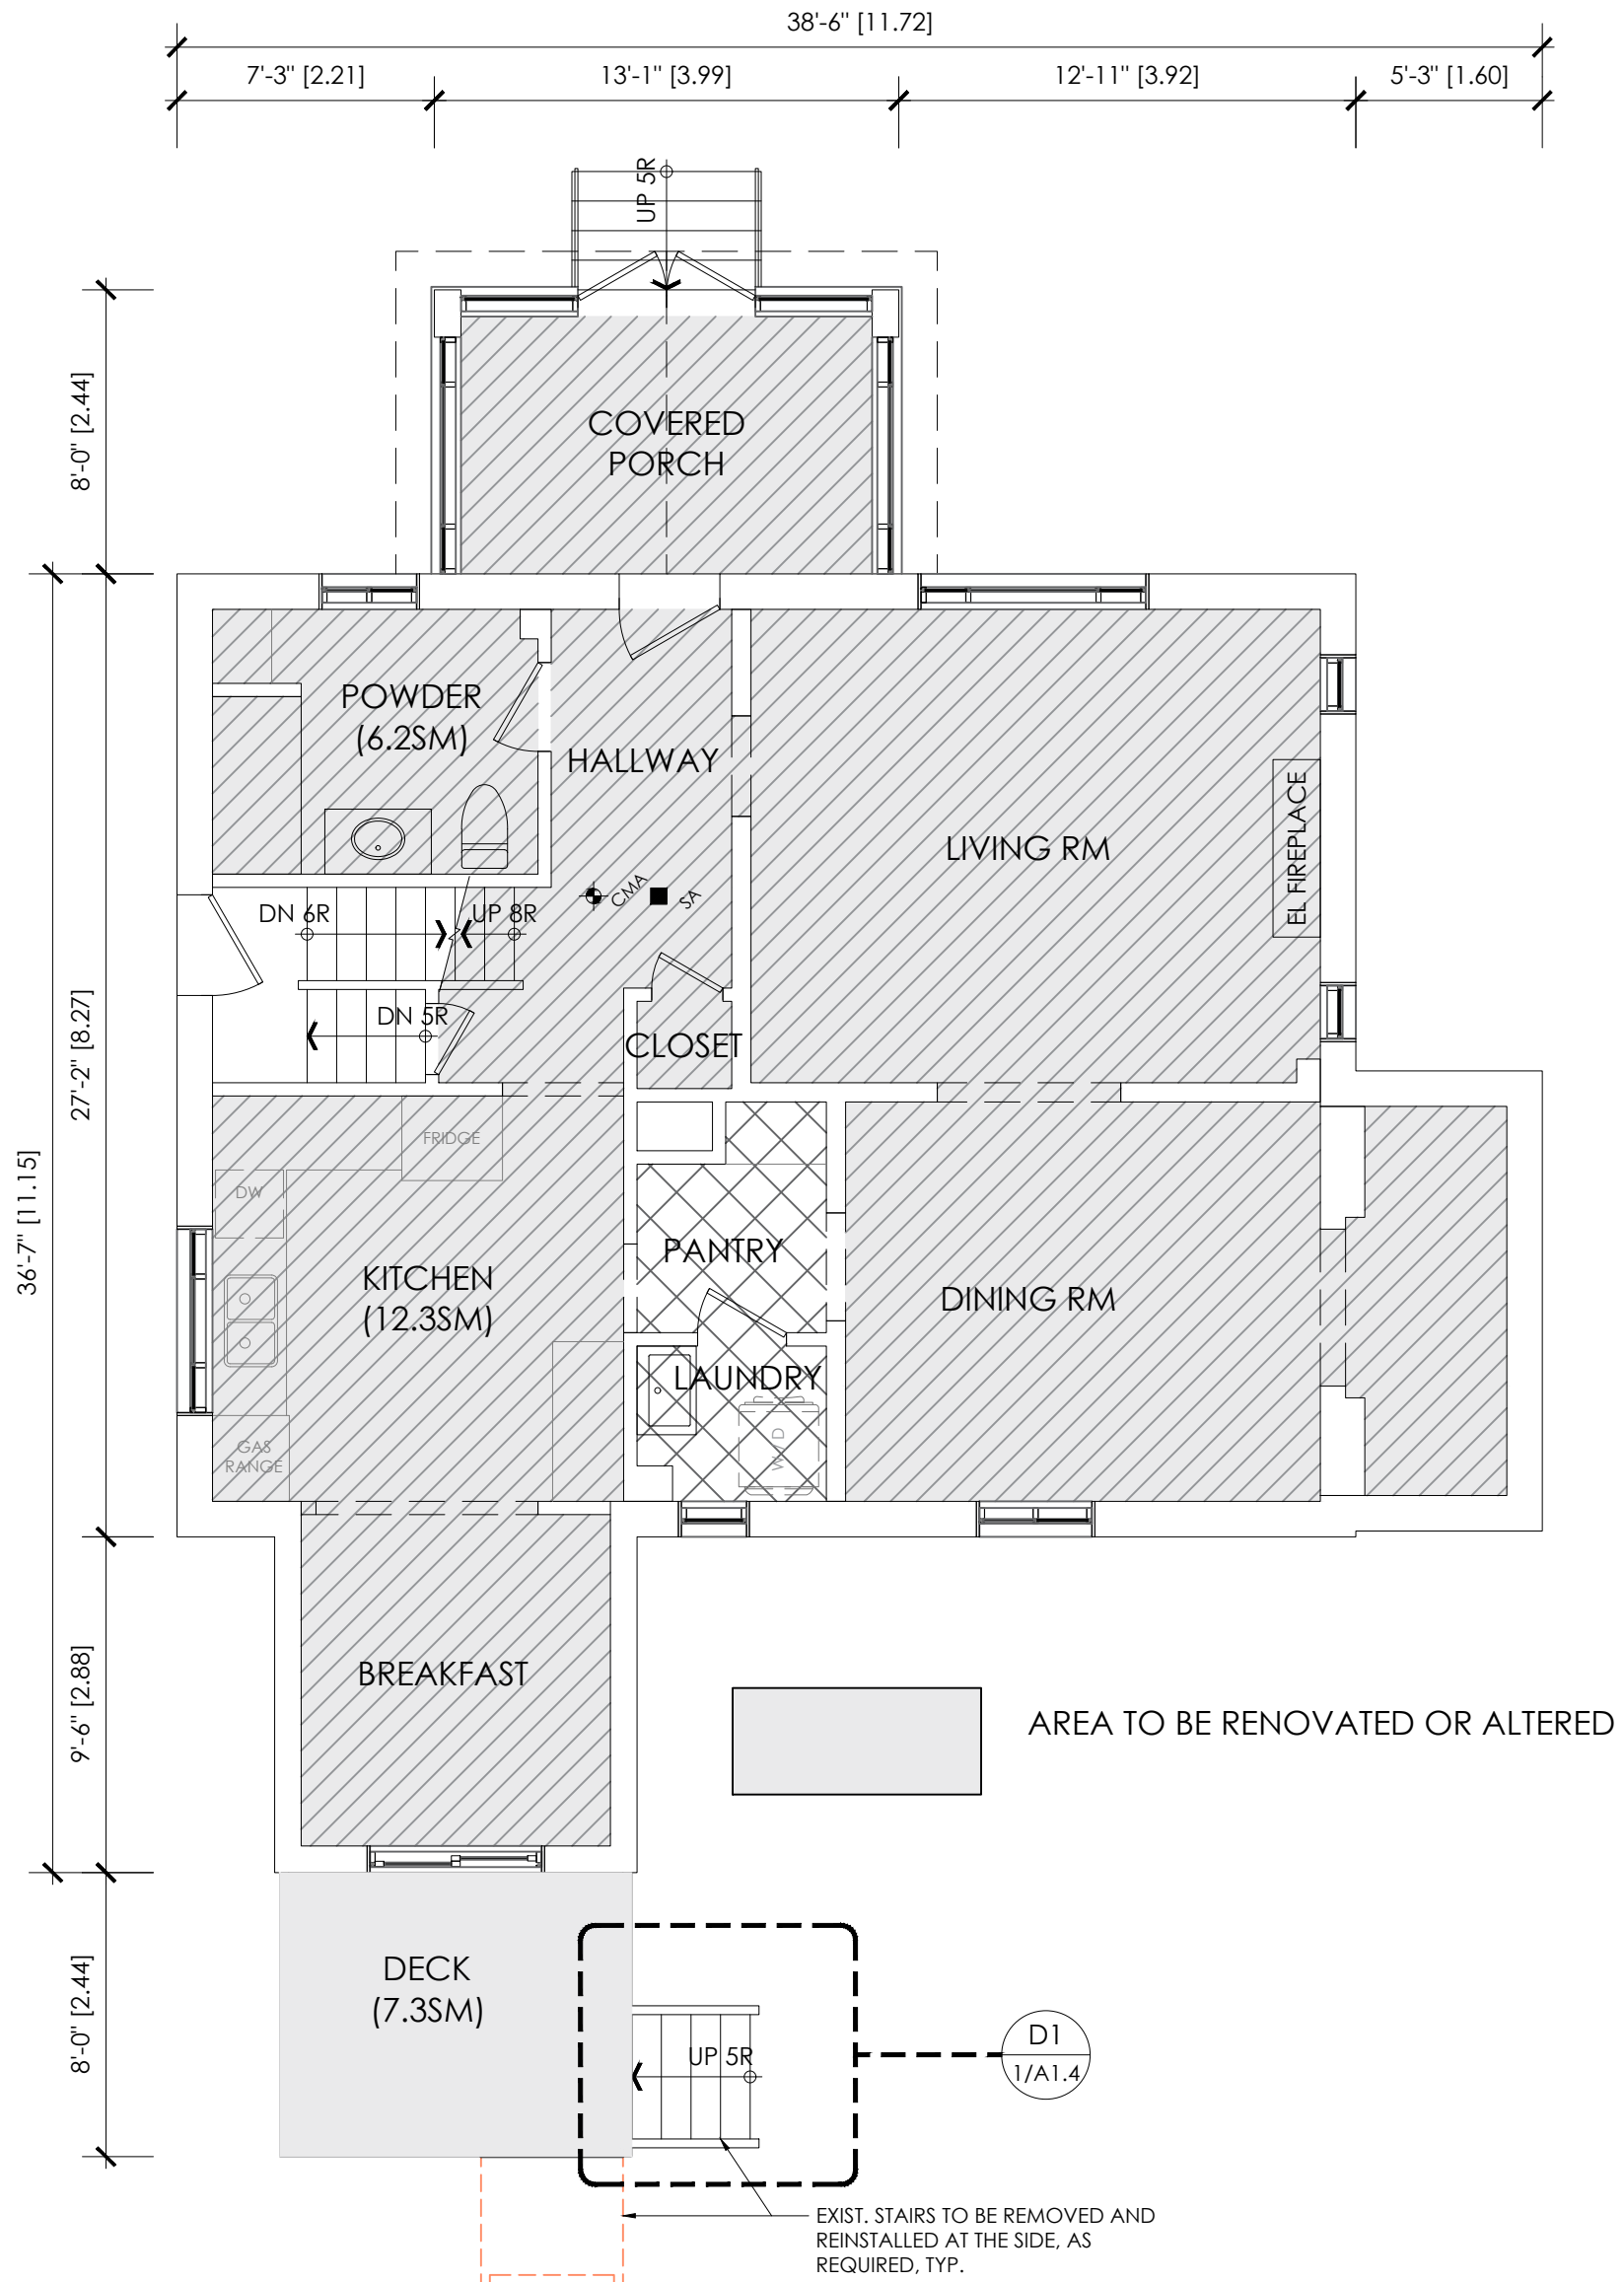 38'-6" [11.72]
7'-3" [2.21]
13'-1" [3.99]
12'-11" [3.92]
5'-3" [1.60]
UP 5R
8'-0" [2.44]
COVERED
PORCH
POWDER
(6.2SM)
HALLWAY
LIVING RM
EL FIREPLACE
CMA
SA
DN 6R
UP 8R
DN 5R
CLOSET
27'-2" [8.27]
36'-7" [11.15]
FRIDGE
DW
PANTRY
KITCHEN
(12.3SM)
DINING RM
LAUNDRY
W D
GAS
RANGE
BREAKFAST
9'-6" [2.88]
AREA TO BE RENOVATED OR ALTERED
DECK
(7.3SM)
8'-0" [2.44]
UP 5R
D1
1/A1.4
EXIST. STAIRS TO BE REMOVED AND
REINSTALLED AT THE SIDE, AS
REQUIRED, TYP.